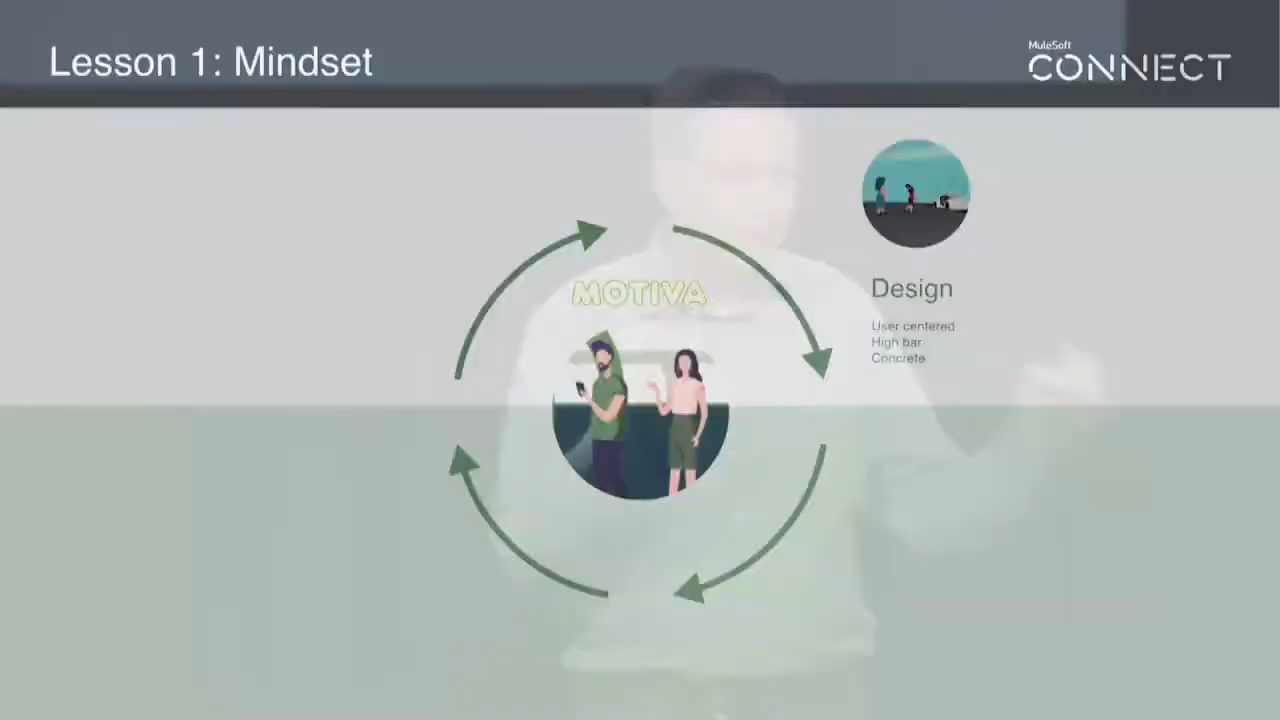 Lesson 1: Mindset
MuleSoft
CONNECT
MOTIVA
Design
User centered
High bar
Concrete